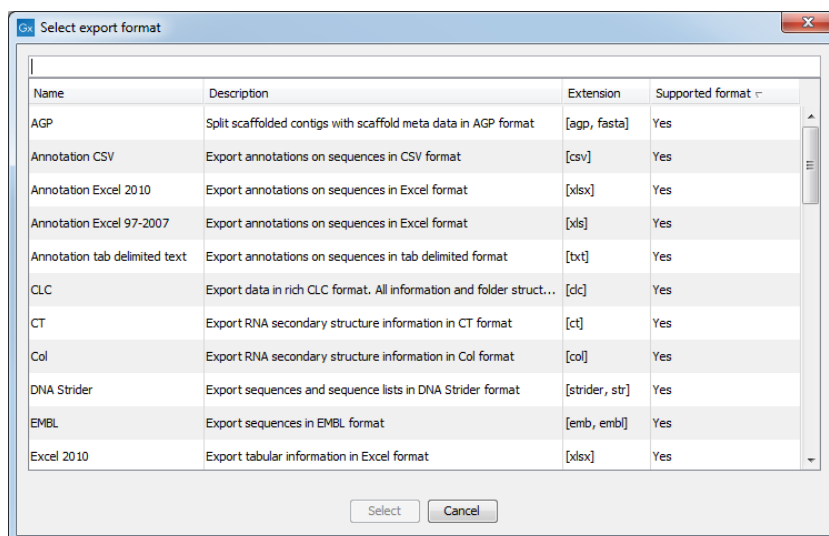 Gx Select export format
Name Description Extension Supported format
AGP Split scaffolded contigs with scaffold meta data in AGP format [agp, fasta] Yes
Annotation CSV Export annotations on sequences in CSV format [csv] Yes
Annotation Excel 2010 Export annotations on sequences in Excel format [xlsx] Yes
Annotation Excel 97-2007 Export annotations on sequences in Excel format [xls] Yes
Annotation tab delimited text Export annotations on sequences in tab delimited format [txt] Yes
CLC Export data in rich CLC format. All information and folder struct... [clc] Yes
CT Export RNA secondary structure information in CT format [ct] Yes
Col Export RNA secondary structure information in Col format [col] Yes
DNA Strider Export sequences and sequence lists in DNA Strider format [strider, str] Yes
EMBL Export sequences in EMBL format [emb, embl] Yes
Excel 2010 Export tabular information in Excel format [xlsx] Yes
Select Cancel